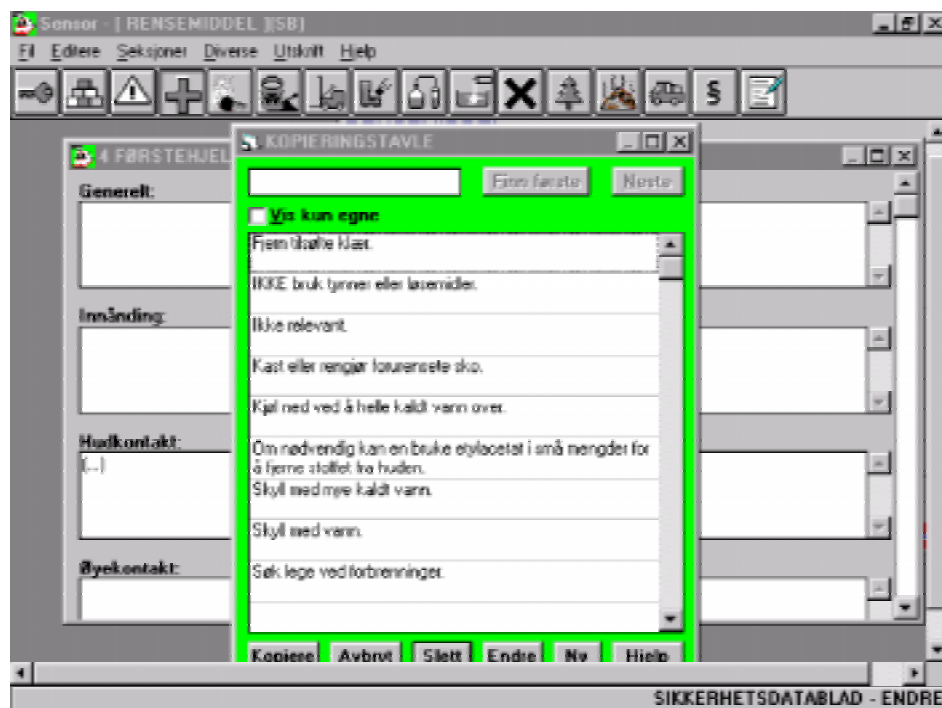 Sensor - [ RENSEMIDDEL ][SB]
Fil Editere Seksjoner Diverse Utskrift Hjelp
§
KOPIERINGSTAVLE
4 FØRSTEHJEL
Finn første Neste
Generelt:
Vis kun egne
Fjern tilsølte klær.
IKKE bruk tynner eller løsemidler.
Innånding:
Ikke relevant.
Kast eller rengjør forurensete sko.
Kjøl ned ved å helle kaldt vann over.
Hudkontakt:
(...)
Om nødvendig kan en bruke etylacetat i små mengder for
å fjerne stoffet fra huden.
Skyll med mye kaldt vann.
Skyll med vann.
Øyekontakt:
Søk lege ved forbrenninger.
Kopiere Avbryt Slett Endre Ny Hjelp
SIKKERHETSDATABLAD - ENDRE